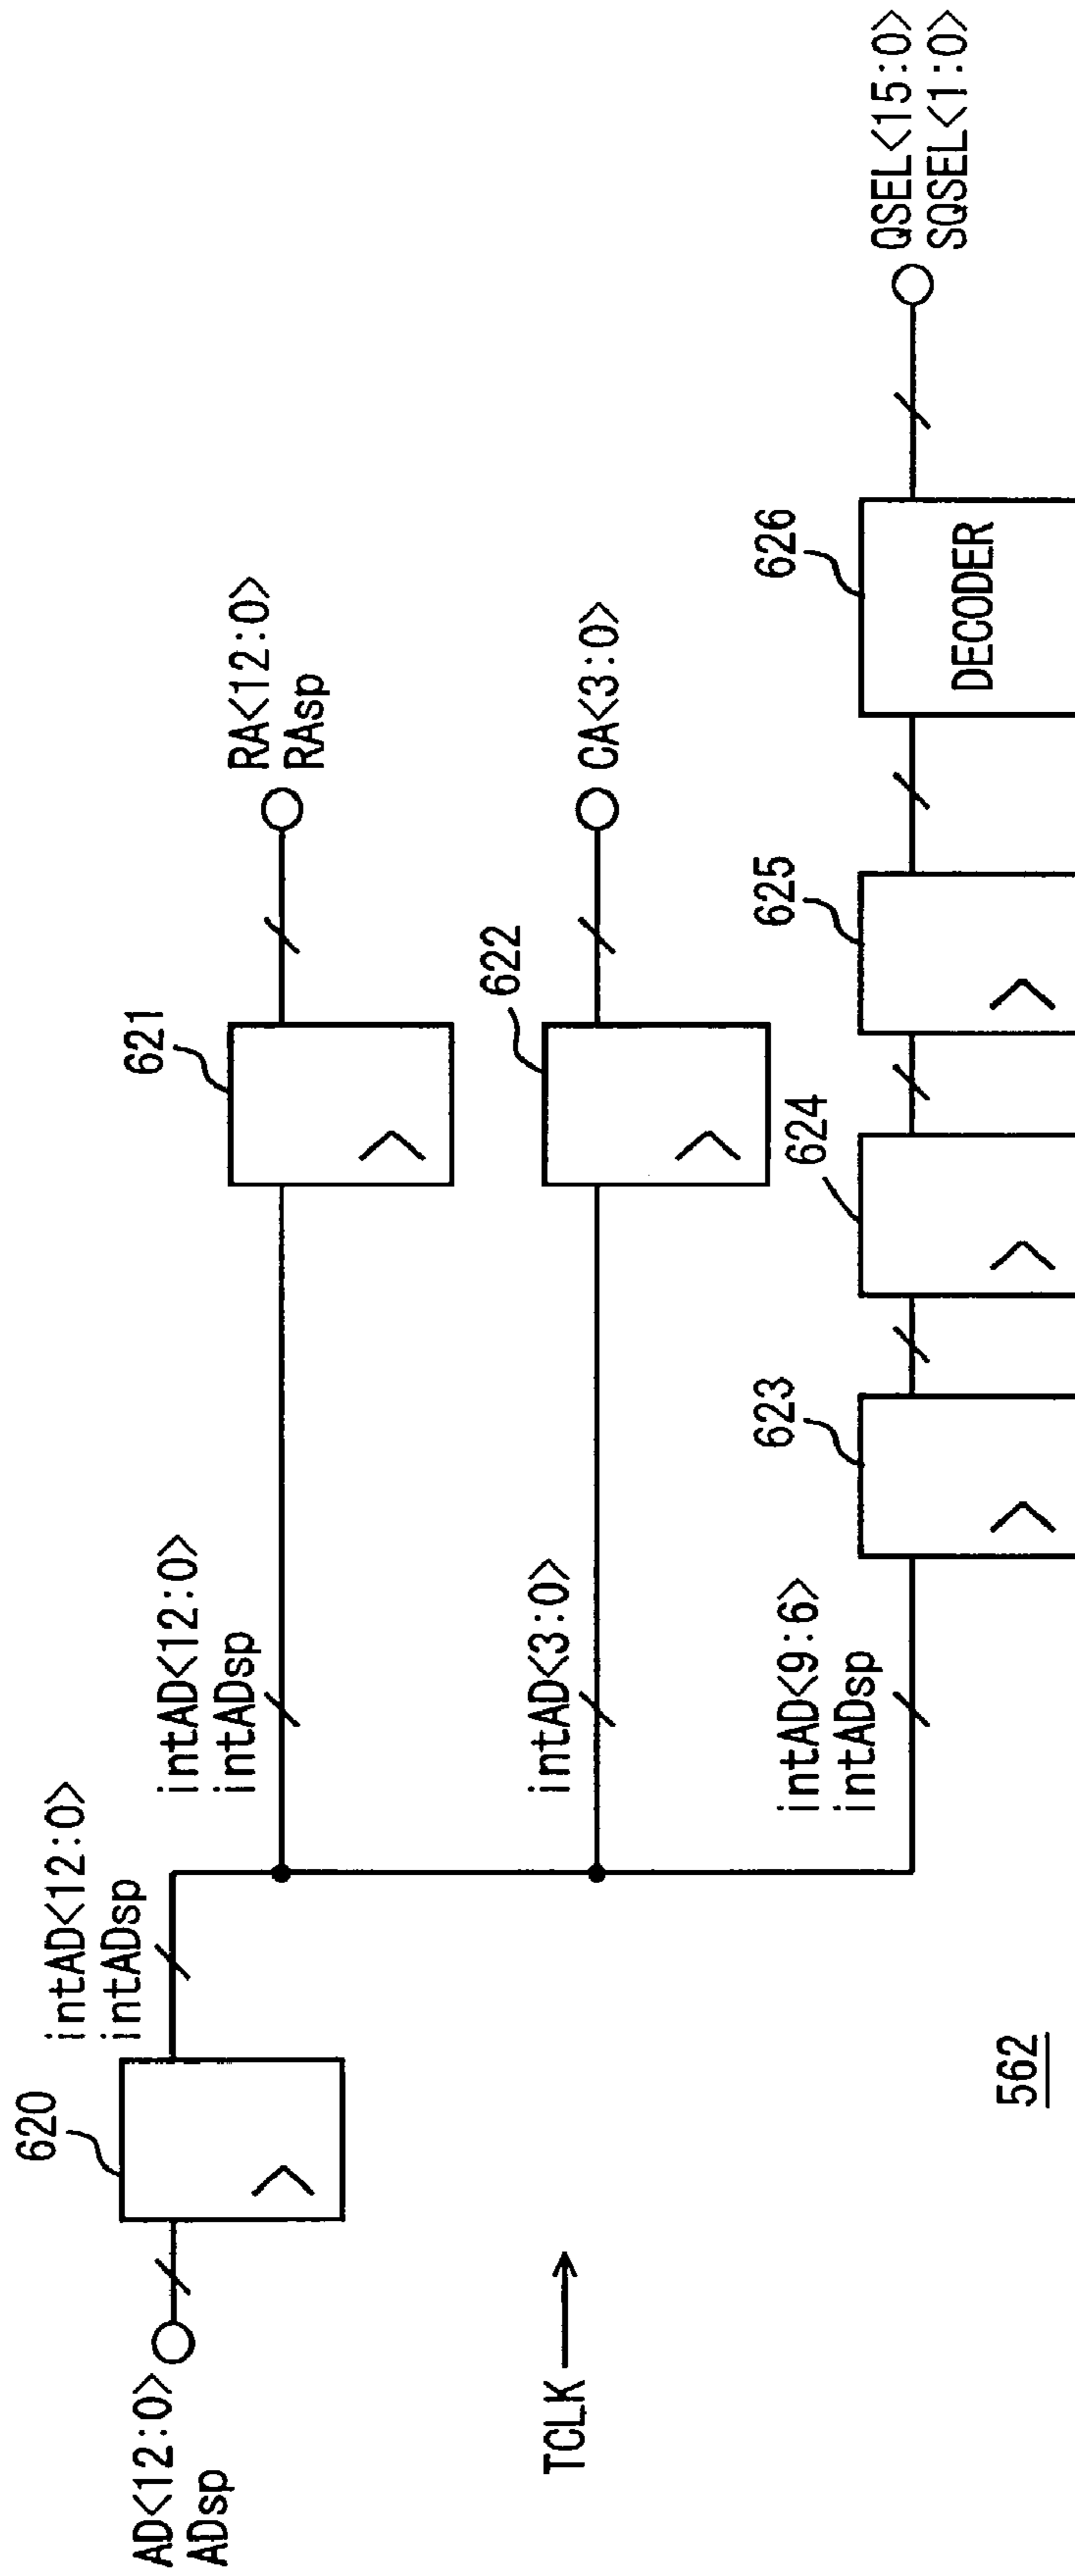 AD<12:0>
ADsp
620
intAD<12:0>
intADsp
intAD<12:0>
intADsp
621
RA<12:0>
RAsp
TCLK
intAD<3:0>
622
CA<3:0>
intAD<9:6>
intADsp
623
624
625
626
DECODER
QSEL<15:0>
SQSEL<1:0>
562